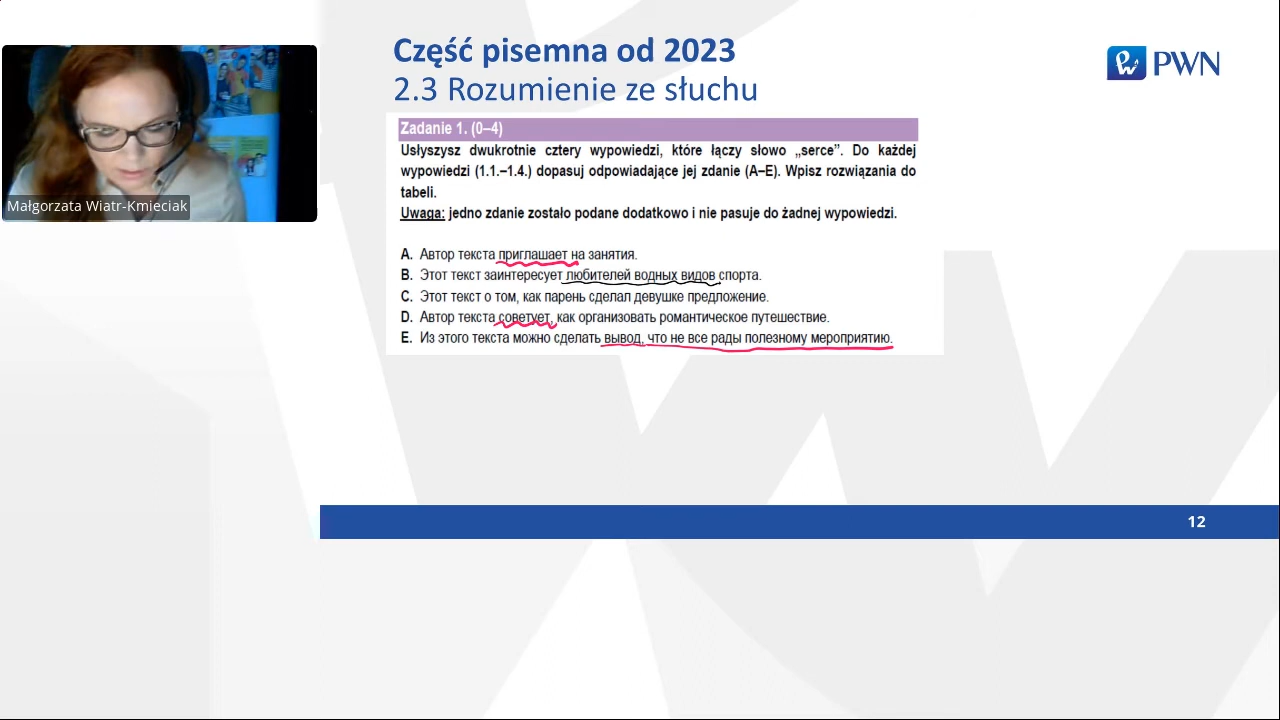 Część pisemna od 2023
2.3 Rozumienie ze słuchu
PWN
Małgorzata Wiatr-Kmieciak
Zadanie 1. (0–4)
Usłyszysz dwukrotnie cztery wypowiedzi, które łączy słowo „serce”. Do każdej
wypowiedzi (1.1.–1.4.) dopasuj odpowiadające jej zdanie (A–E). Wpisz rozwiązania do
tabeli.
Uwaga: jedno zdanie zostało podane dodatkowo i nie pasuje do żadnej wypowiedzi.
A. Автор текста приглашает на занятия.
B. Этот текст заинтересует любителей водных видов спорта.
C. Этот текст о том, как парень сделал девушке предложение.
D. Автор текста советует, как организовать романтическое путешествие.
E. Из этого текста можно сделать вывод, что не все рады полезному мероприятию.
12